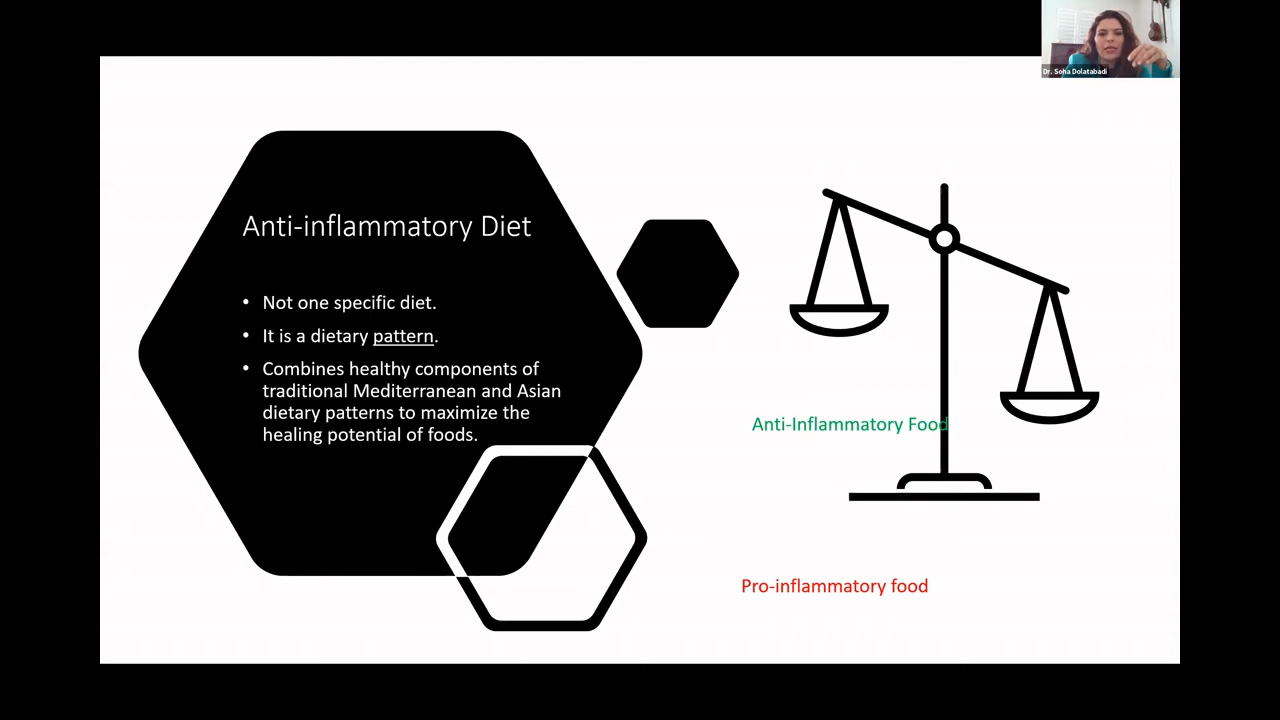 Dr. Soha Dolatabadi
Anti-inflammatory Diet
• Not one specific diet.
• It is a dietary pattern.
• Combines healthy components of
traditional Mediterranean and Asian
dietary patterns to maximize the
healing potential of foods.
Anti-Inflammatory Food
Pro-inflammatory food